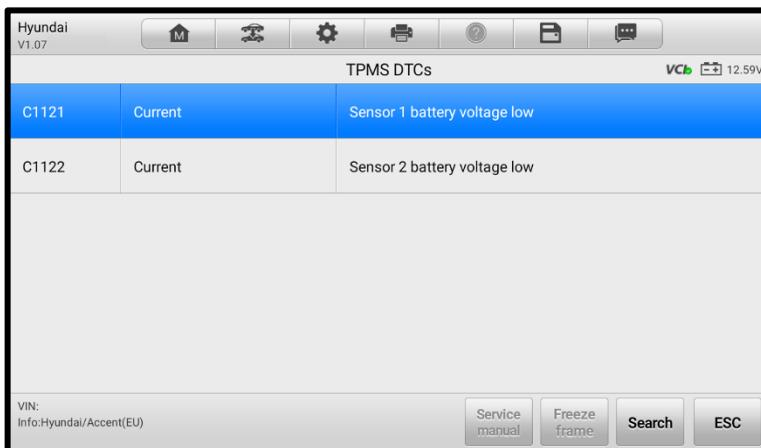 Hyundai
V1.07
M
TPMS DTCs
VCb 12.59V
C1121 Current Sensor 1 battery voltage low
C1122 Current Sensor 2 battery voltage low
VIN:
Info:Hyundai/Accent(EU)
Service
manual
Freeze
frame
Search
ESC